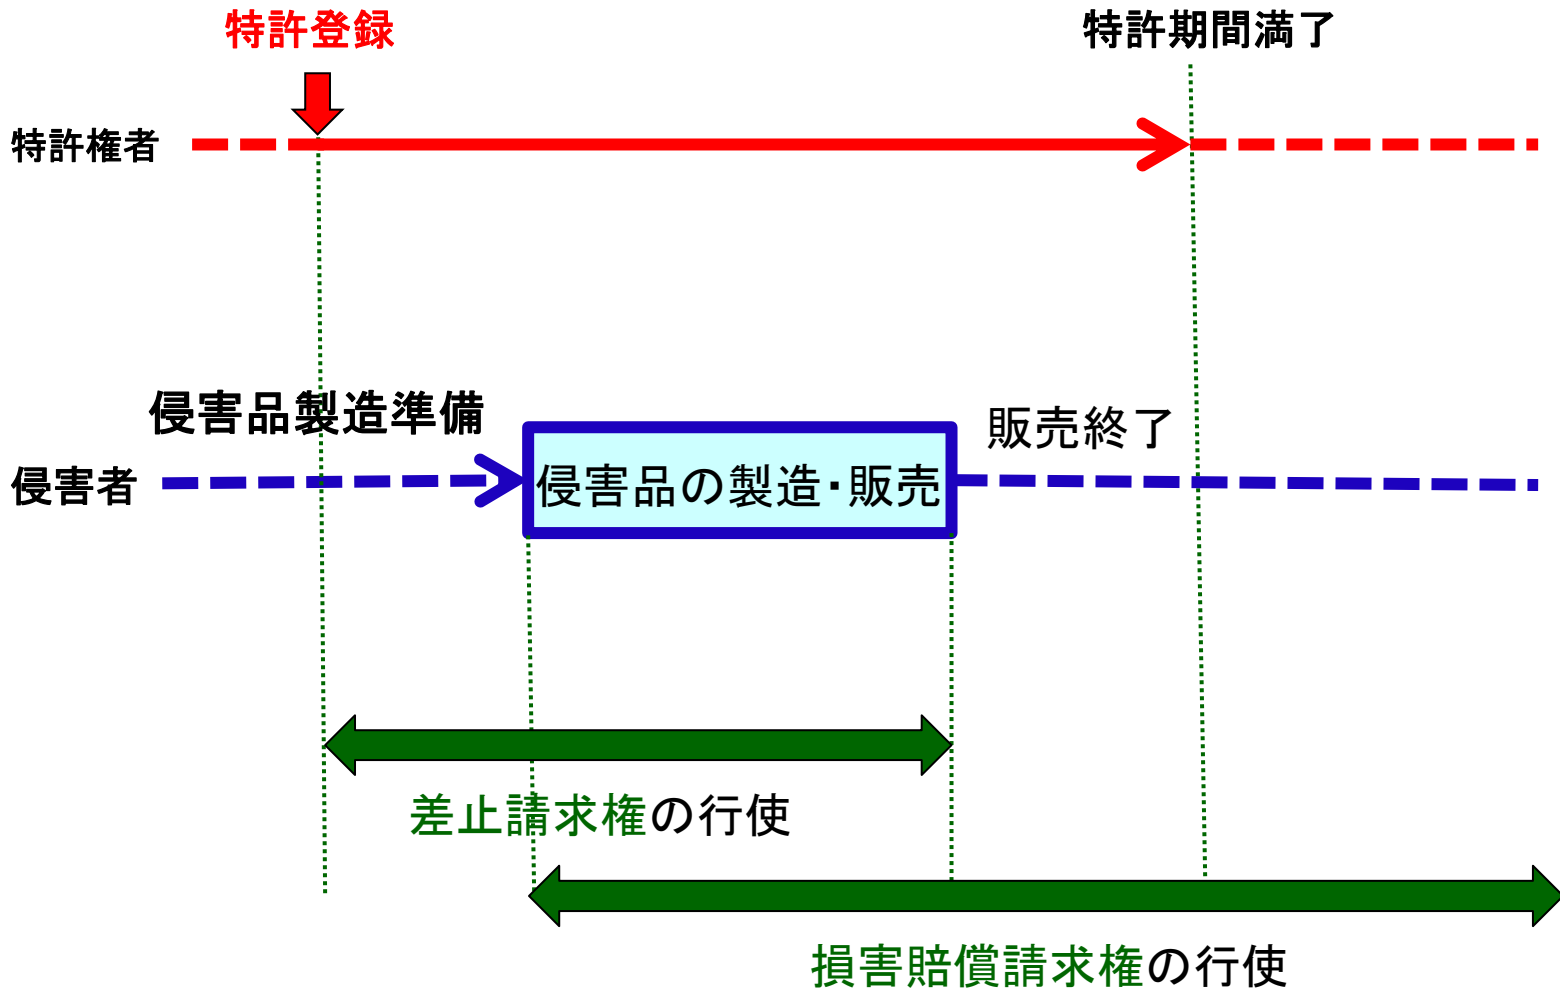 特許登録
特許期間満了
特許権者
侵害品製造準備
販売終了
侵害者
侵害品の製造・販売
差止請求権の行使
損害賠償請求権の行使